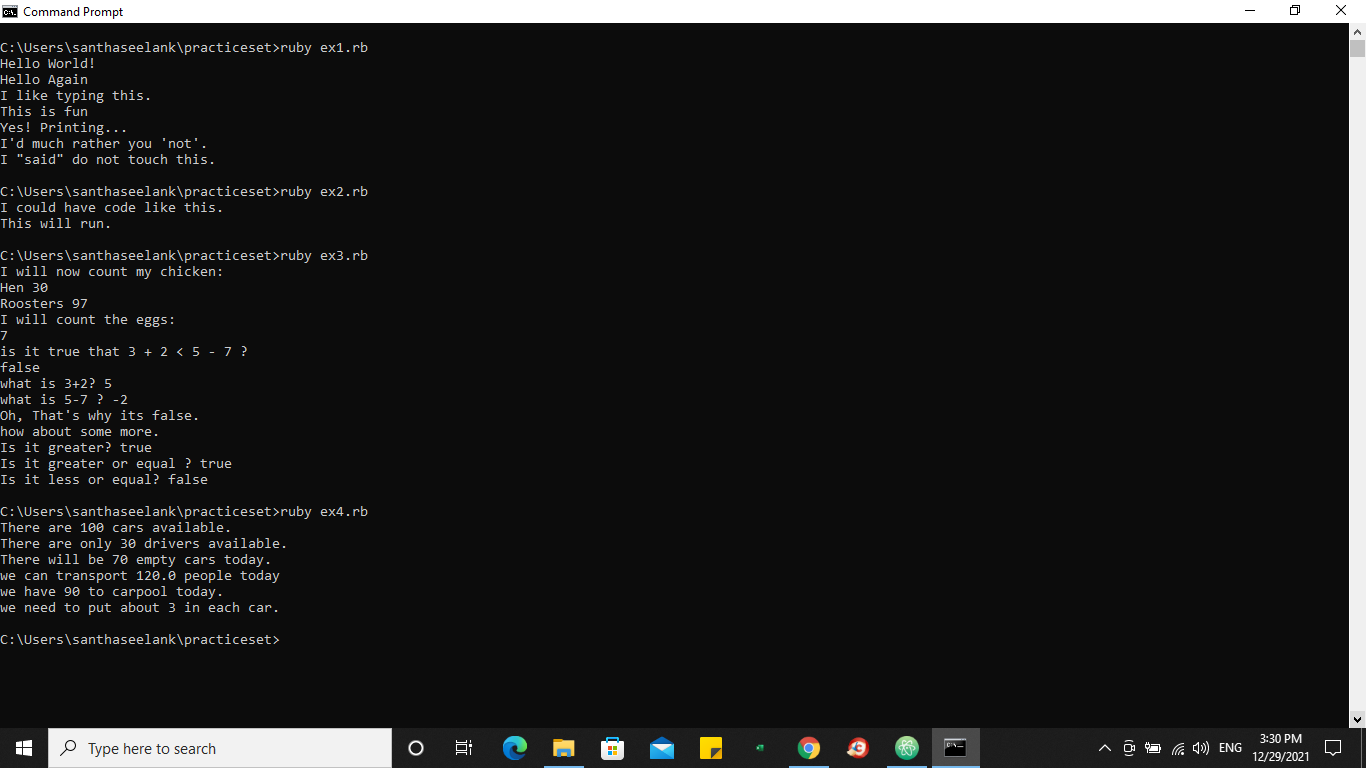 Command Prompt
C:\Users\santhaseelank\practiceset>ruby ex1.rb
Hello World!
Hello Again
I like typing this.
This is fun
Yes! Printing...
I'd much rather you 'not'.
I "said" do not touch this.
C:\Users\santhaseelank\practiceset>ruby ex2.rb
I could have code like this.
This will run.
C:\Users\santhaseelank\practiceset>ruby ex3.rb
I will now count my chicken:
Hen 30
Roosters 97
I will count the eggs:
7
is it true that 3 + 2 < 5 - 7 ?
false
what is 3+2? 5
what is 5-7 ? -2
Oh, That's why its false.
how about some more.
Is it greater? true
Is it greater or equal ? true
Is it less or equal? false
C:\Users\santhaseelank\practiceset>ruby ex4.rb
There are 100 cars available.
There are only 30 drivers available.
There will be 70 empty cars today.
we can transport 120.0 people today
we have 90 to carpool today.
we need to put about 3 in each car.
C:\Users\santhaseelank\practiceset>
Type here to search
ENG
3:30 PM
12/29/2021